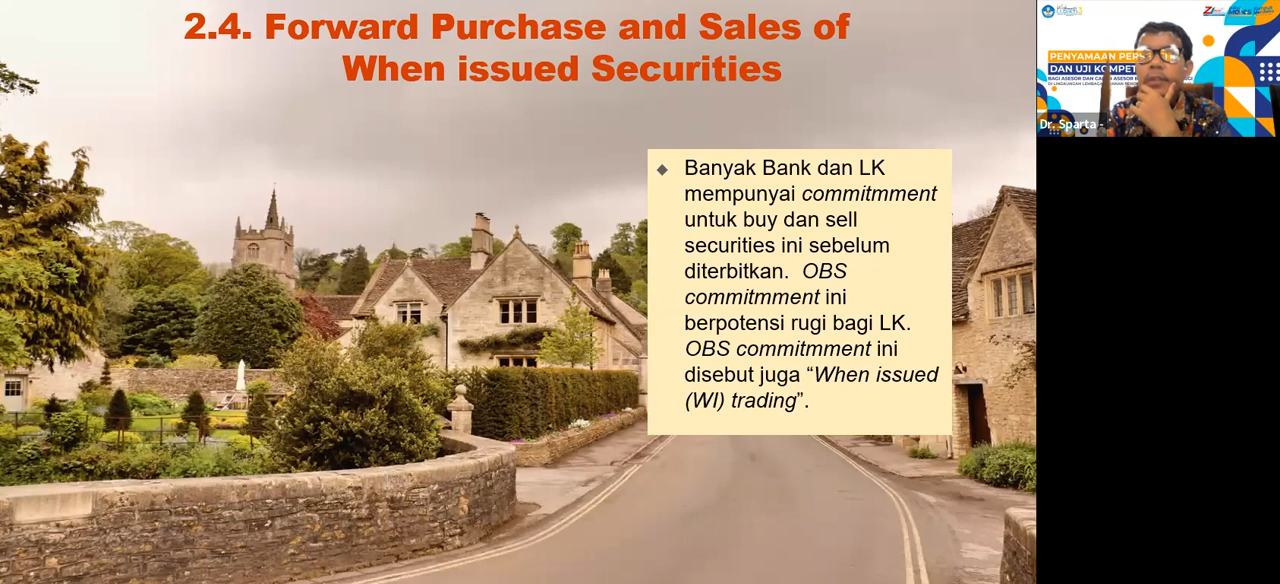 2.4. Forward Purchase and Sales of
When issued Securities
Banyak Bank dan LK
mempunyai commitmment
untuk buy dan sell
securities ini sebelum
diterbitkan. OBS
commitmment ini
berpotensi rugi bagi LK.
OBS commitmment ini
disebut juga “When issued
(WI) trading”.
PENYAMAAN PER
DAN UJI KOMPET
Dr. Sparta -